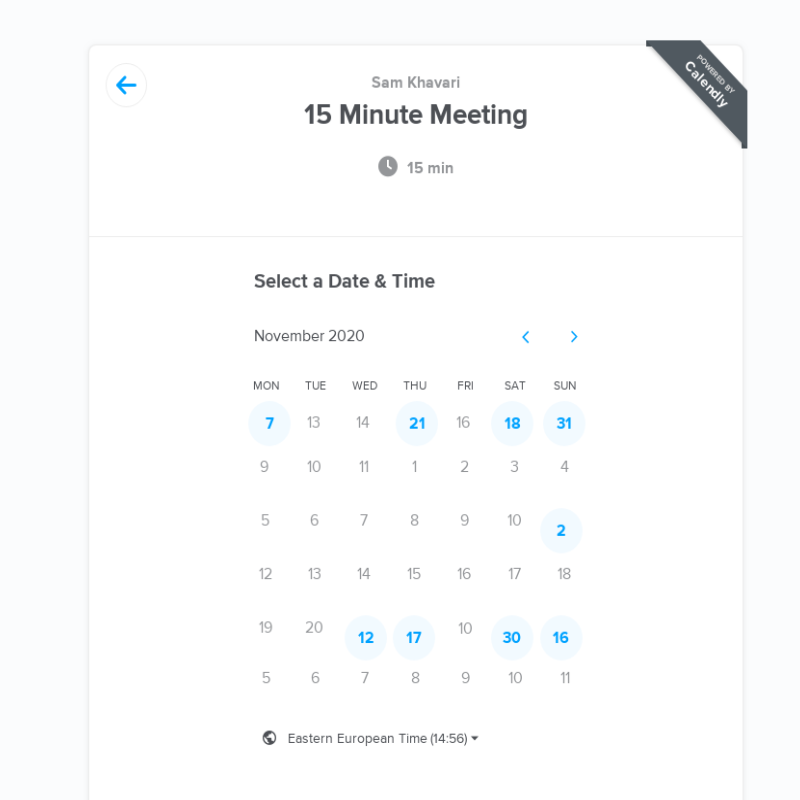 Sam Khavari
POWERED BY
Calendly
15 Minute Meeting
15 min
Select a Date & Time
November 2020
MON TUE WED THU FRI SAT SUN
7 13 14 21 16 18 31
9 10 11 1 2 3 4
5 6 7 8 9 10 2
12 13 14 15 16 17 18
19 20 12 17 10 30 16
5 6 7 8 9 10 11
Eastern European Time (14:56)